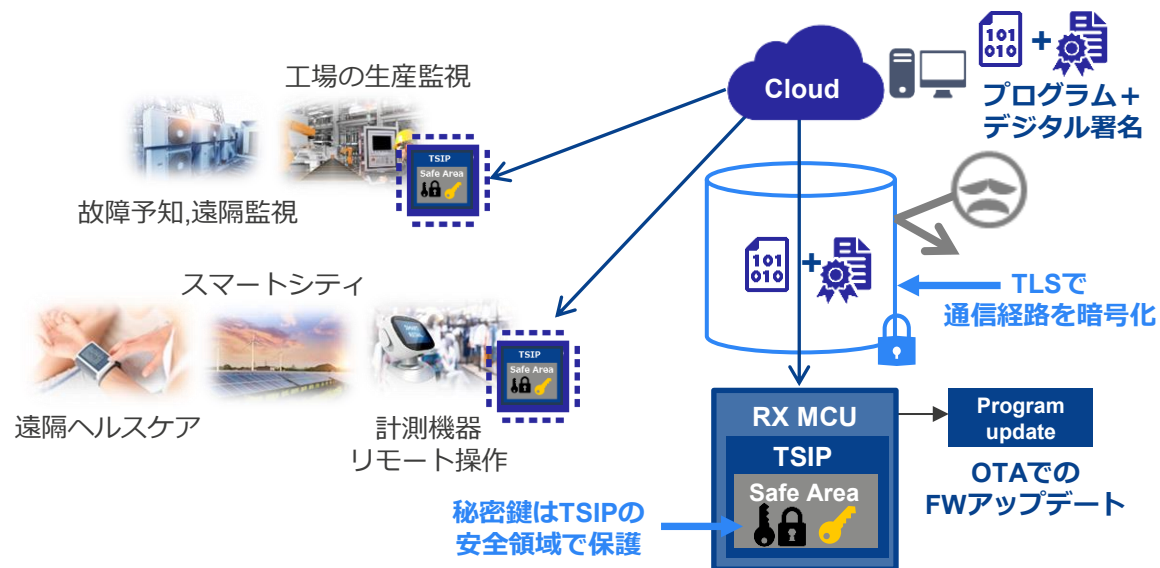 工場の生産監視
TSIP
Safe Area
故障予知,遠隔監視
スマートシティ
TSIP
Safe Area
遠隔ヘルスケア
計測機器
リモート操作
Cloud
101
010
+
プログラム＋
デジタル署名
101
010
+
TLSで
通信経路を暗号化
RX MCU
TSIP
Safe Area
Program
update
OTAでの
FWアップデート
秘密鍵はTSIPの
安全領域で保護